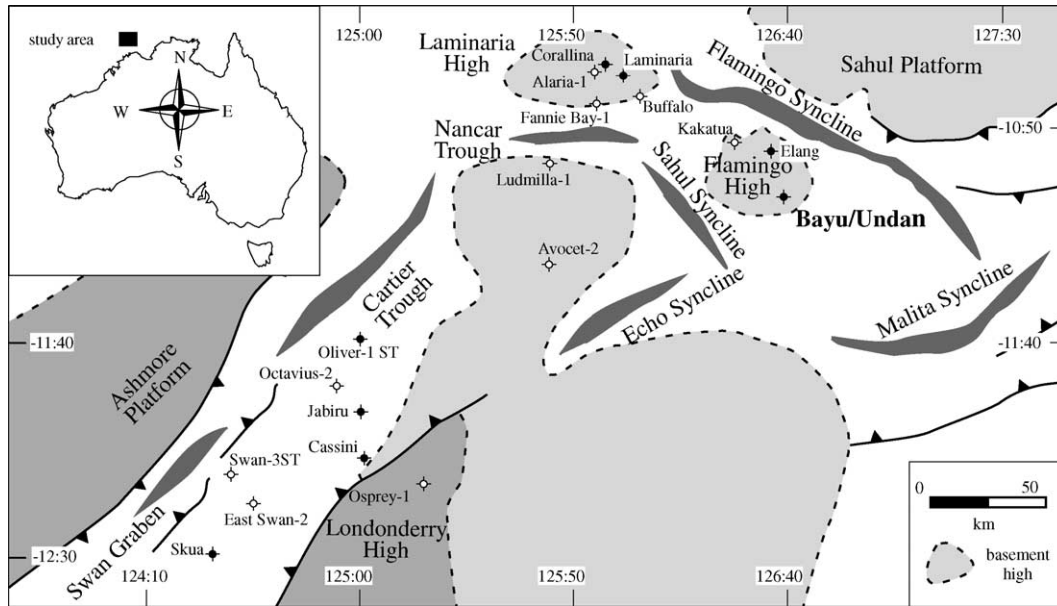 study area
N
W
E
S
125:00
125:50
126:40
127:30
Laminaria
High
Corallina
Laminaria
Alaria-1
Buffalo
Fannie Bay-1
Flamingo Syncline
Sahul Platform
-10:50
Nancar
Trough
Kakatua
Elang
Flamingo
High
Ludmilla-1
Sahul Syncline
Bayu/Undan
Avocet-2
Cartier
Trough
Echo Syncline
Malita Syncline
-11:40
Oliver-1 ST
-11:40
Ashmore
Platform
Octavius-2
Jabiru
Cassini
Swan-3ST
Osprey-1
East Swan-2
Londonderry
High
Swan Graben
Skua
-12:30
124:10
125:00
125:50
126:40
0
50
km
basement
high